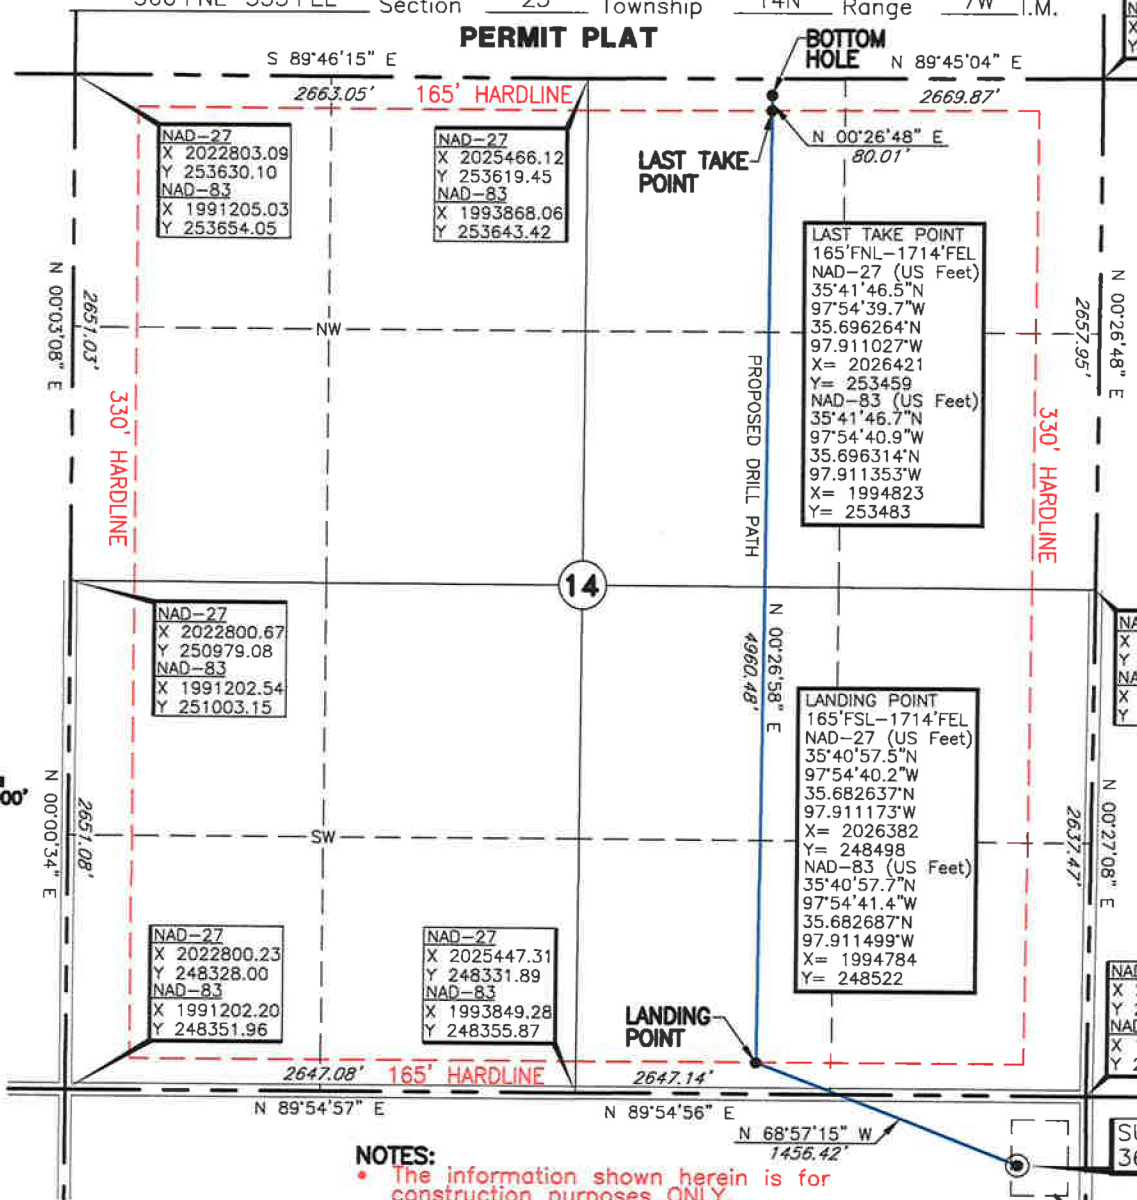 FNL
FEL
Section 23 Township 14N Range 7W I.M.
PERMIT PLAT
S 89°46'15" E
BOTTOM
HOLE
N 89°45'04" E
2663.05'
165' HARDLINE
2669.87'
NAD-27
X 2022803.09
Y 253630.10
NAD-83
X 1991205.03
Y 253654.05
NAD-27
X 2025466.12
Y 253619.45
NAD-83
X 1993868.06
Y 253643.42
LAST TAKE
POINT
N 00°26'48" E
80.01'
LAST TAKE POINT
165'FNL-1714'FEL
NAD-27 (US Feet)
35°41'46.5"N
97°54'39.7"W
35.696264°N
97.911027°W
X= 2026421
Y= 253459
NAD-83 (US Feet)
35°41'46.7"N
97°54'40.9"W
35.696314°N
97.911353°W
X= 1994823
Y= 253483
N 00°03'08" E
2651.03'
NW
N 00°26'48" E
2657.95'
330' HARDLINE
PROPOSED DRILL PATH
330' HARDLINE
14
NAD-27
X 2022800.67
Y 250979.08
NAD-83
X 1991202.54
Y 251003.15
N 00°26'58" E
4960.48'
LANDING POINT
165'FSL-1714'FEL
NAD-27 (US Feet)
35°40'57.5"N
97°54'40.2"W
35.682637°N
97.911173°W
X= 2026382
Y= 248498
NAD-83 (US Feet)
35°40'57.7"N
97°54'41.4"W
35.682687°N
97.911499°W
X= 1994784
Y= 248522
00'
N 00°00'34" E
2651.08'
SW
2637.47'
N 00°27'08" E
NAD-27
X 2022800.23
Y 248328.00
NAD-83
X 1991202.20
Y 248351.96
NAD-27
X 2025447.31
Y 248331.89
NAD-83
X 1993849.28
Y 248355.87
LANDING
POINT
2647.08'
165' HARDLINE
2647.14'
N 89°54'57" E
N 89°54'56" E
N 68°57'15" W
1456.42'
NOTES:
• The information shown herein is for
construction purposes ONLY.